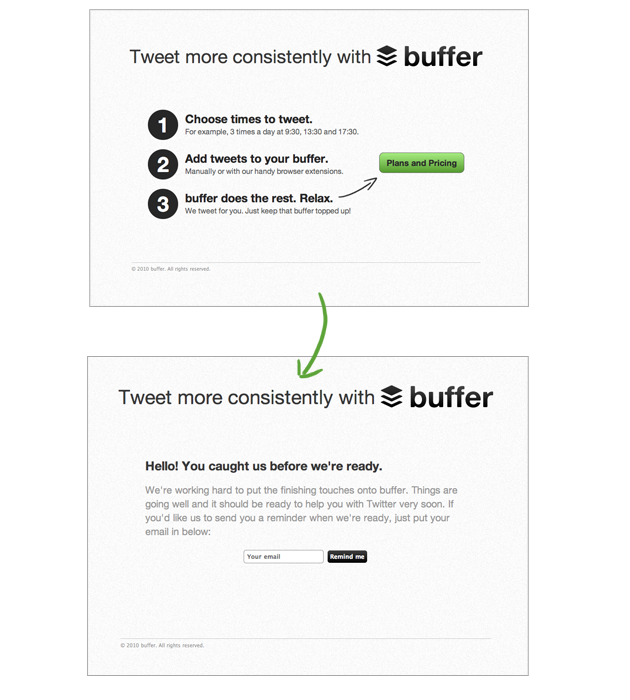 Tweet more consistently with buffer
1 Choose times to tweet.
For example, 3 times a day at 9:30, 13:30 and 17:30.
2 Add tweets to your buffer.
Manually or with our handy browser extensions.
Plans and Pricing
3 buffer does the rest. Relax.
We tweet for you. Just keep that buffer topped up!
© 2010 buffer. All rights reserved.
Tweet more consistently with buffer
Hello! You caught us before we're ready.
We're working hard to put the finishing touches onto buffer. Things are
going well and it should be ready to help you with Twitter very soon. If
you'd like us to send you a reminder when we're ready, just put your
email in below:
Your email Remind me
© 2010 buffer. All rights reserved.